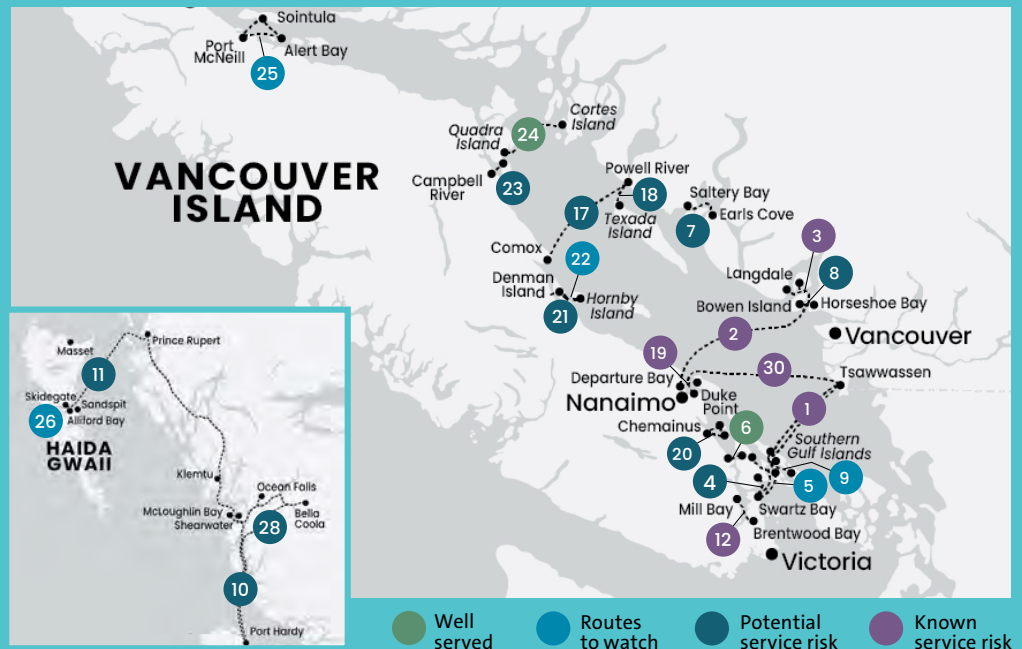 Sointula
Port
McNeill
Alert Bay
25
VANCOUVER
ISLAND
Cortes
Island
Quadra
Island
24
Campbell
River
23
Powell River
18
17
Texada
Island
Saltery Bay
Earls Cove
7
3
Comox
22
8
Langdale
Denman
Island
Hornby
Island
Bowen Island
Horseshoe Bay
21
2
Vancouver
19
30
Tsawwassen
Departure Bay
Duke
Point
Nanaimo
1
Chemainus
6
Southern
Gulf Islands
20
4
5
9
Mill Bay
Swartz Bay
12
Brentwood Bay
Victoria
Prince Rupert
Masset
11
Skidegate
Sandspit
Alliford Bay
26
HAIDA
GWAII
Klemtu
Ocean Falls
McLoughlin Bay
Shearwater
Bella
Coola
28
10
Port Hardy
Well
served
Routes
to watch
Potential
service risk
Known
service risk